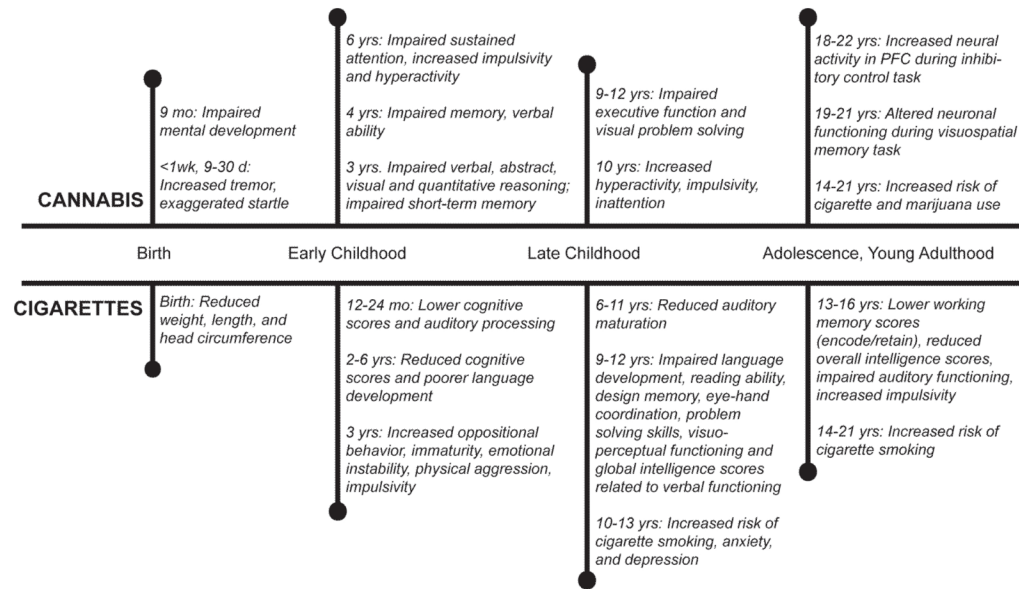 6 yrs: Impaired sustained
attention, increased impulsivity
and hyperactivity
4 yrs: Impaired memory, verbal
ability
3 yrs. Impaired verbal, abstract,
visual and quantitative reasoning;
impaired short-term memory
9 mo: Impaired
mental development
<1wk, 9-30 d:
Increased tremor,
exaggerated startle
9-12 yrs: Impaired
executive function and
visual problem solving
10 yrs: Increased
hyperactivity, impulsivity,
inattention
18-22 yrs: Increased neural
activity in PFC during inhibi-
tory control task
19-21 yrs: Altered neuronal
functioning during visuospatial
memory task
14-21 yrs: Increased risk of
cigarette and marijuana use
CANNABIS
Birth
Early Childhood
Late Childhood
Adolescence, Young Adulthood
CIGARETTES
Birth: Reduced
weight, length, and
head circumference
12-24 mo: Lower cognitive
scores and auditory processing
2-6 yrs: Reduced cognitive
scores and poorer language
development
3 yrs: Increased oppositional
behavior, immaturity, emotional
instability, physical aggression,
impulsivity
6-11 yrs: Reduced auditory
maturation
9-12 yrs: Impaired language
development, reading ability,
design memory, eye-hand
coordination, problem
solving skills, visuo-
perceptual functioning and
global intelligence scores
related to verbal functioning
10-13 yrs: Increased risk of
cigarette smoking, anxiety,
and depression
13-16 yrs: Lower working
memory scores
(encode/retain), reduced
overall intelligence scores,
impaired auditory functioning,
increased impulsivity
14-21 yrs: Increased risk of
cigarette smoking